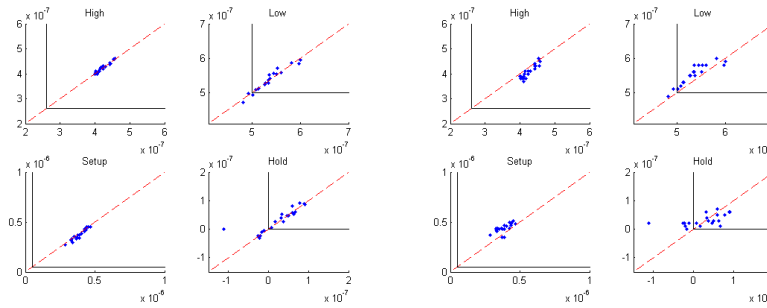 x 10⁻⁷ High
6
5
4
3
2
2 3 4 5 6
x 10⁻⁷
x 10⁻⁷ Low
7
6
5
5 6 7
x 10⁻⁷
x 10⁻⁷ High
6
5
4
3
2
2 3 4 5 6
x 10⁻⁷
x 10⁻⁷ Low
7
6
5
5 6
x 10
x 10⁻⁶ Setup
1
0.5
0
0 0.5 1
x 10⁻⁶
x 10⁻⁷ Hold
2
1
0
-1
-1 0 1 2
x 10⁻⁷
x 10⁻⁶ Setup
1
0.5
0
0 0.5 1
x 10⁻⁶
x 10⁻⁷ Hold
2
1
0
-1
-1 0 1
x 10